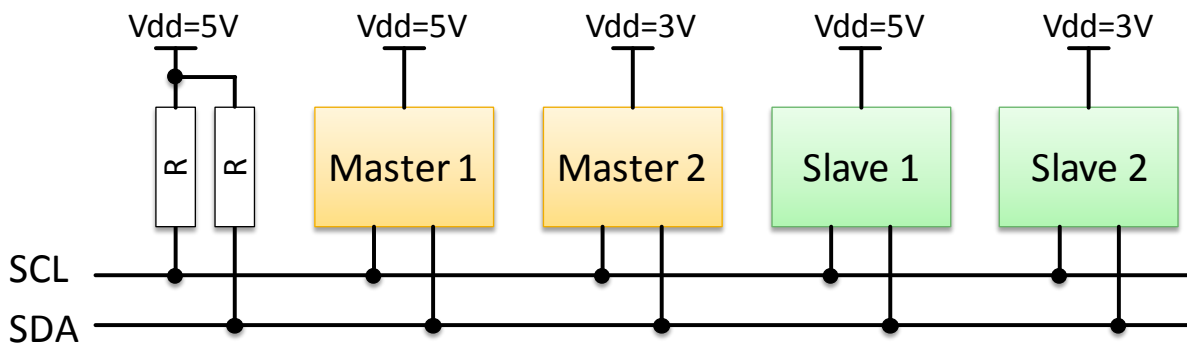 Vdd=5V Vdd=5V Vdd=3V Vdd=5V Vdd=3V
R R Master 1 Master 2 Slave 1 Slave 2
SCL
SDA